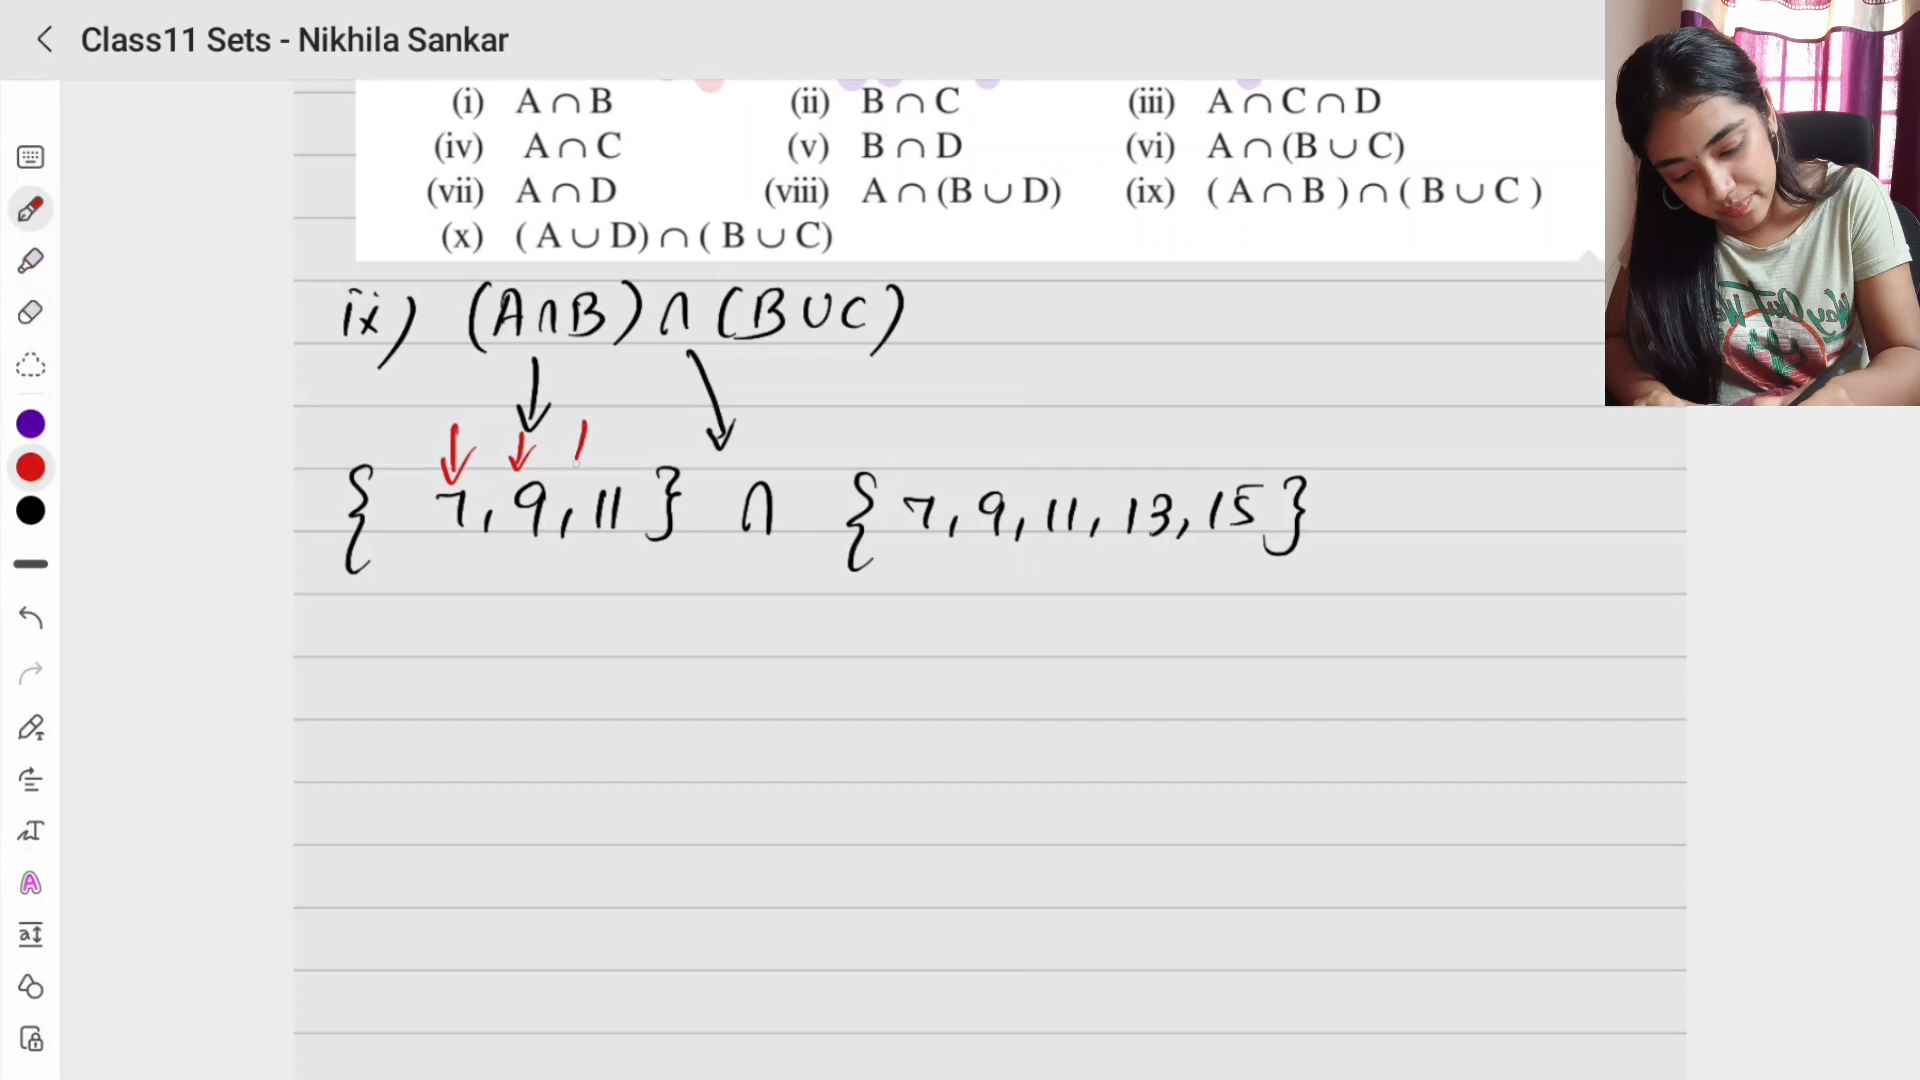 Class11 Sets - Nikhila Sankar
(i) A ∩ B (ii) B ∩ C (iii) A ∩ C ∩ D
(iv) A ∩ C (v) B ∩ D (vi) A ∩ (B ∪ C)
(vii) A ∩ D (viii) A ∩ (B ∪ D) (ix) ( A ∩ B ) ∩ ( B ∪ C )
(x) ( A ∪ D) ∩ ( B ∪ C)
ix) (A∩B) ∩ (B∪C)
{ 7, 9, 11 } ∩ { 7, 9, 11, 13, 15 }